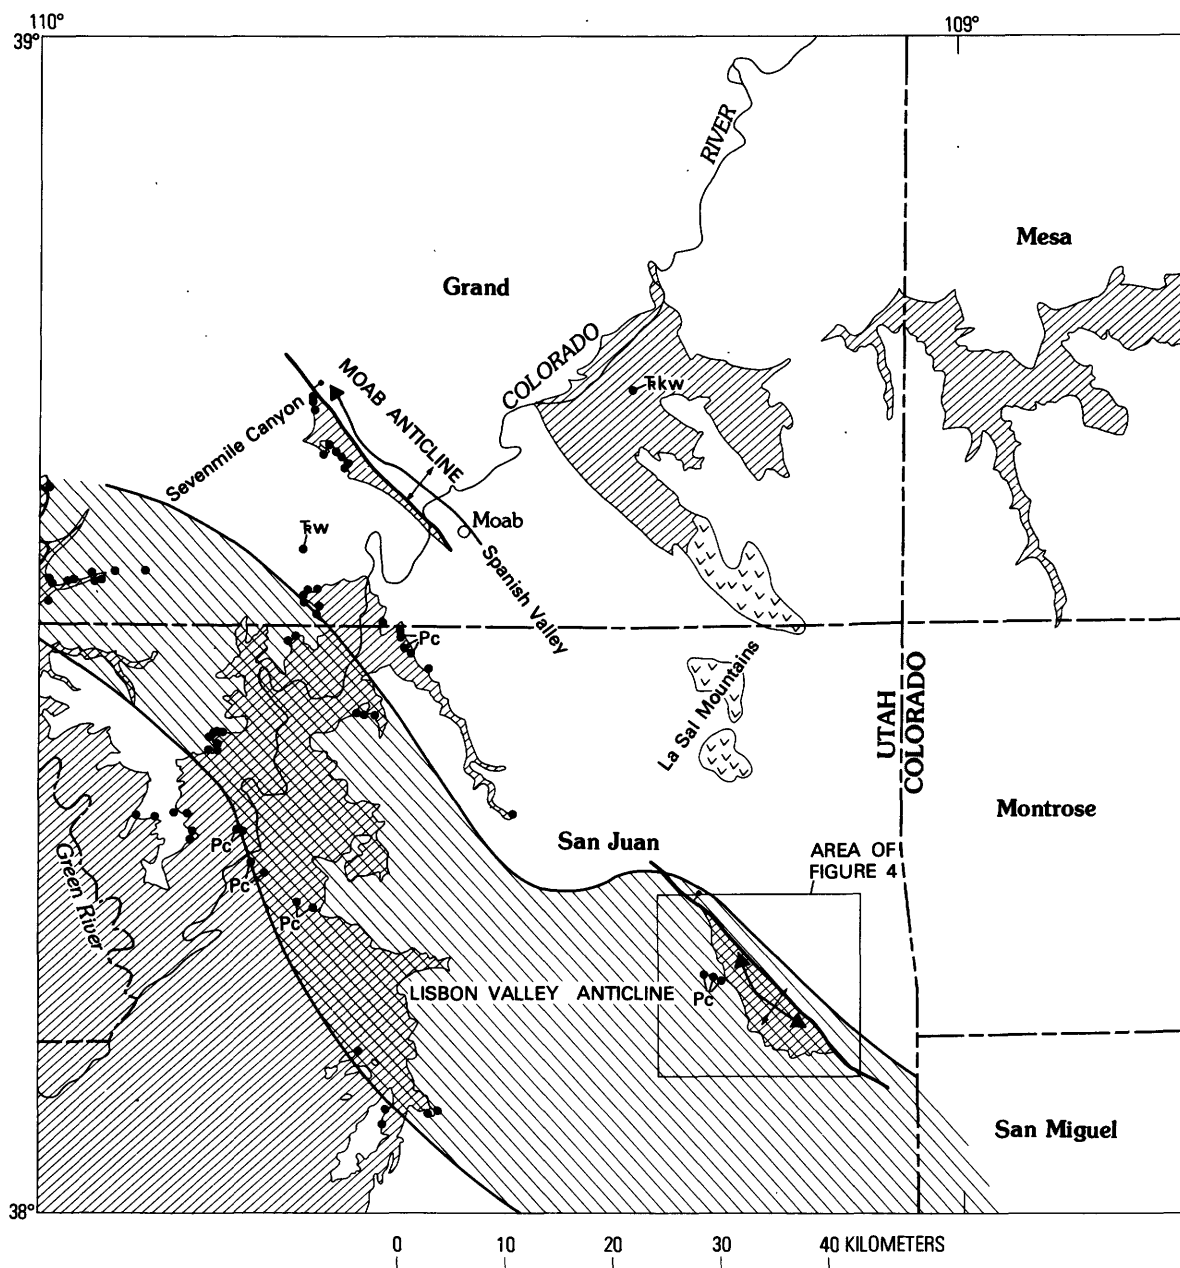 110°
109°
39°
RIVER
Mesa
Grand
COLORADO
MOAB ANTICLINE
Ꞧkw
Sevenmile Canyon
Moab
Ꞧw
Spanish Valley
Pc
La Sal Mountains
UTAH
COLORADO
Montrose
San Juan
AREA OF
FIGURE 4
Green River
Pc
Pc
Pc
LISBON VALLEY ANTICLINE
Pc
San Miguel
38°
0 10 20 30 40 KILOMETERS